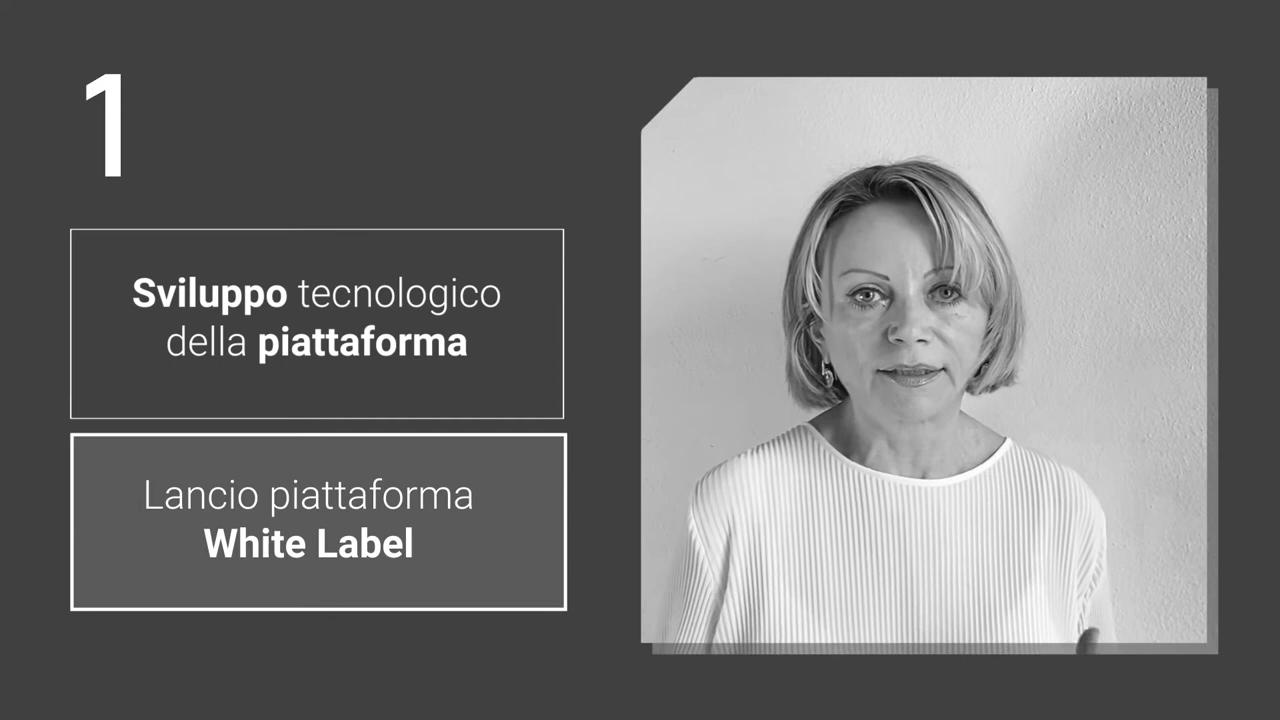 1
Sviluppo tecnologico
della piattaforma
Lancio piattaforma
White Label